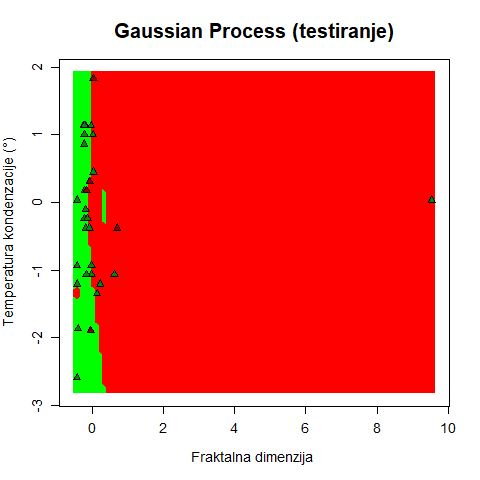 Gaussian Process (testiranje)
Temperatura kondenzacije (°)
2
1
0
-1
-2
-3
0 2 4 6 8 10
Fraktalna dimenzija